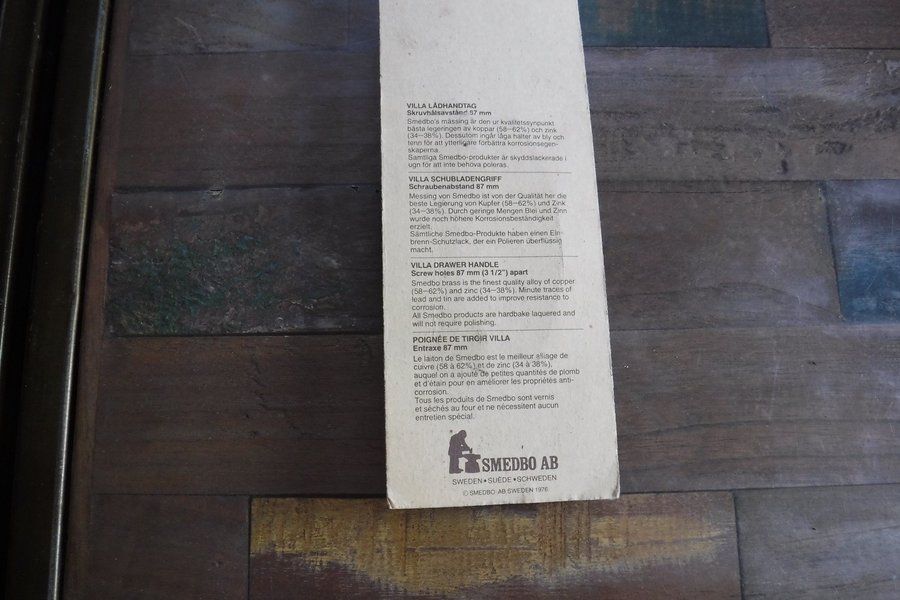 VILLA LÅDHANDTAG
Skruvhålsavstånd 87 mm
Smedbo's mässing är den ur kvalitetssynpunkt
bästa legeringen av koppar (58–62%) och zink
(34–38%). Dessutom ingår låga halter av bly och
tenn för att ytterligare förbättra korrosionsegen-
skaperna.
Samtliga Smedbo-produkter är skyddslackerade i
ugn för att inte behöva poleras.
VILLA SCHUBLADENGRIFF
Schraubenabstand 87 mm
Messing von Smedbo ist von der Qualität her die
beste Legierung von Kupfer (58–62%) und Zink
(34–38%). Durch geringe Mengen Blei und Zinn
wurde noch höhere Korrosionsbeständigkeit
erzielt.
Sämtliche Smedbo-Produkte haben einen Ein-
brenn-Schutzlack, der ein Polieren überflüssig
macht.
VILLA DRAWER HANDLE
Screw holes 87 mm (3 1/2") apart
Smedbo brass is the finest quality alloy of copper
(58–62%) and zinc (34–38%). Minute traces of
lead and tin are added to improve resistance to
corrosion.
All Smedbo products are hardbake laquered and
will not require polishing.
POIGNÉE DE TIROIR VILLA
Entraxe 87 mm
Le laiton de Smedbo est le meilleur alliage de
cuivre (58 à 62%) et de zinc (34 à 38%),
auquel on a ajouté de petites quantités de plomb
et d'étain pour en améliorer les propriétés anti-
corrosion.
Tous les produits de Smedbo sont vernis
et séchés au four et ne nécessitent aucun
entretien spécial.
SMEDBO AB
SWEDEN • SUÈDE • SCHWEDEN
© SMEDBO AB SWEDEN 1976